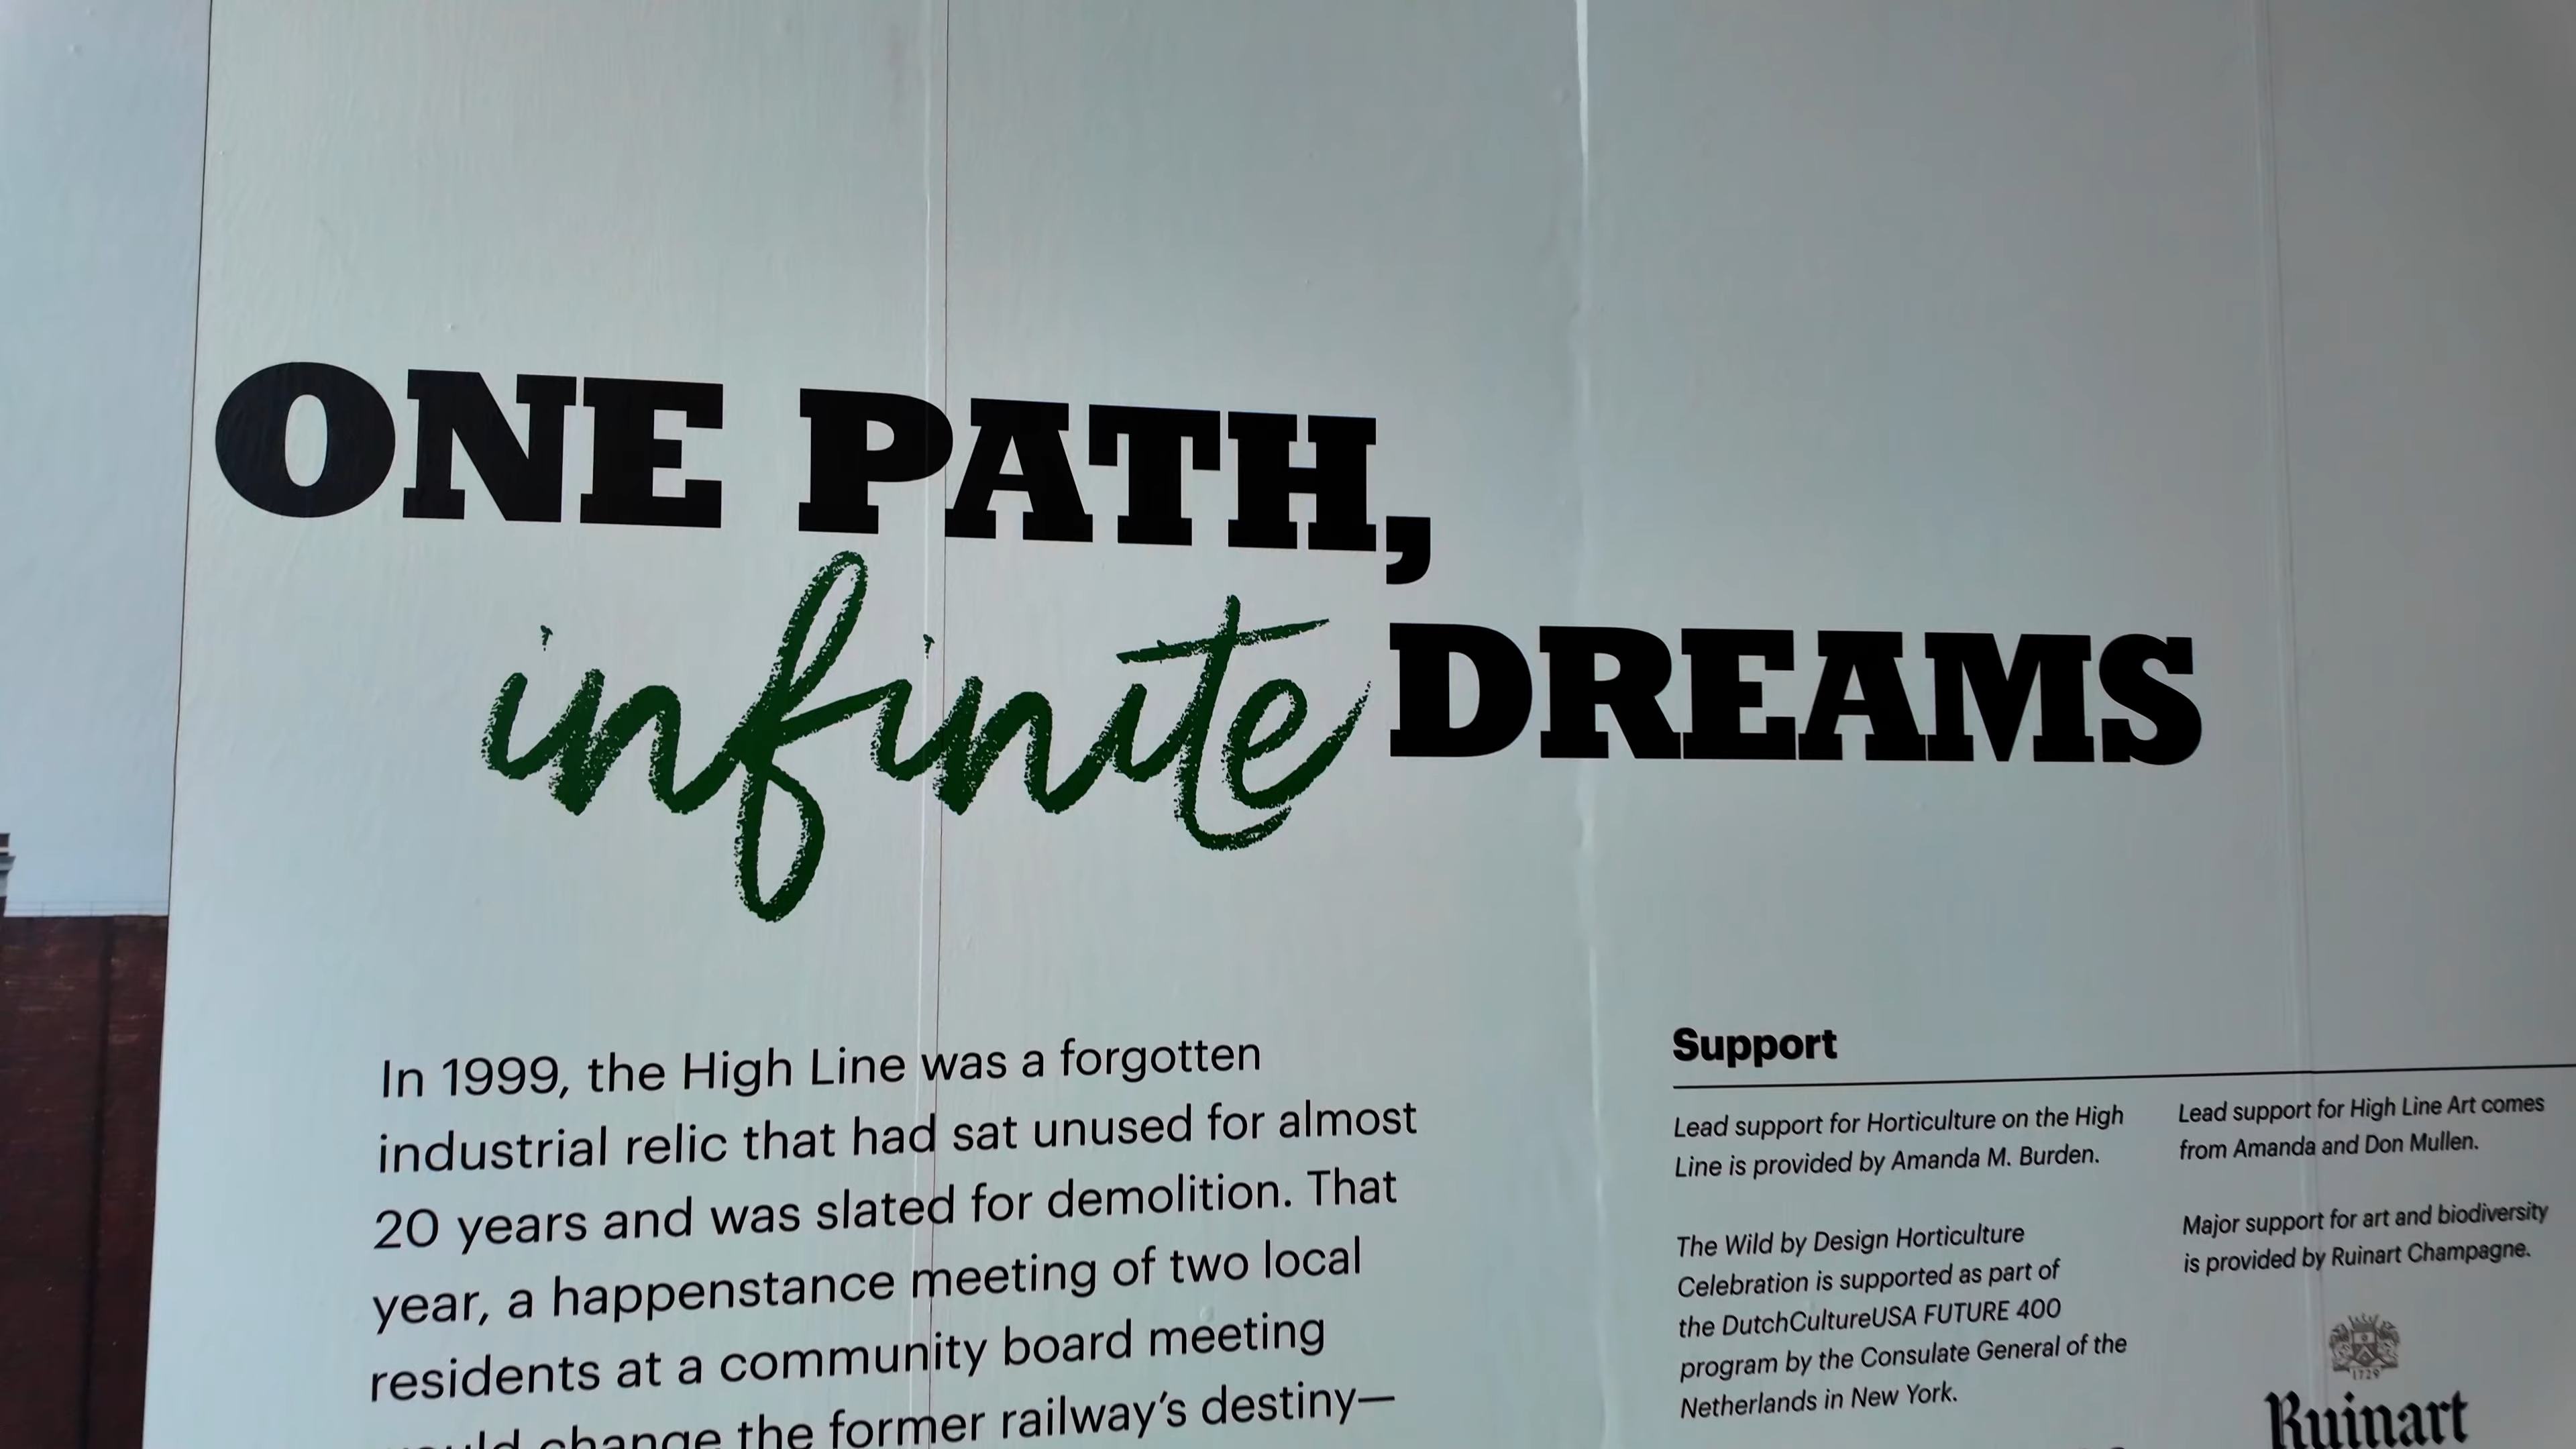 ONE PATH,
infinite DREAMS
In 1999, the High Line was a forgotten
industrial relic that had sat unused for almost
20 years and was slated for demolition. That
year, a happenstance meeting of two local
residents at a community board meeting
would change the former railway's destiny—
Support
Lead support for Horticulture on the High
Line is provided by Amanda M. Burden.
The Wild by Design Horticulture
Celebration is supported as part of
the DutchCultureUSA FUTURE 400
program by the Consulate General of the
Netherlands in New York.
Lead support for High Line Art comes
from Amanda and Don Mullen.
Major support for art and biodiversity
is provided by Ruinart Champagne.
1729
Ruinart